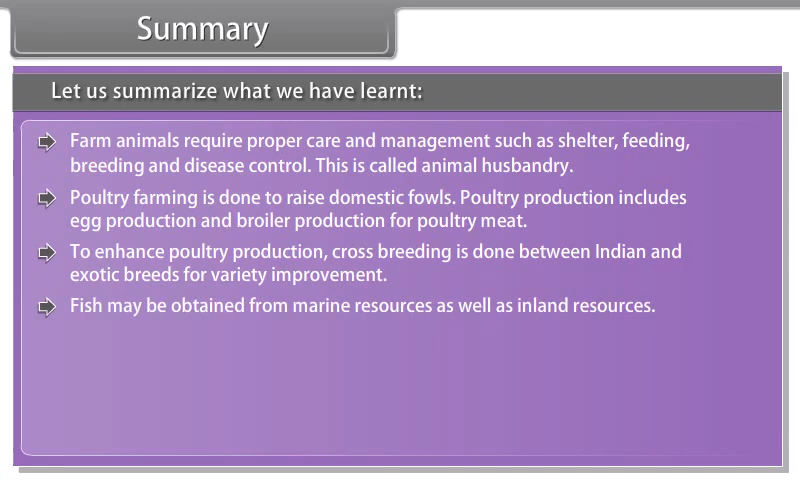 Summary
Let us summarize what we have learnt:
Farm animals require proper care and management such as shelter, feeding,
breeding and disease control. This is called animal husbandry.
Poultry farming is done to raise domestic fowls. Poultry production includes
egg production and broiler production for poultry meat.
To enhance poultry production, cross breeding is done between Indian and
exotic breeds for variety improvement.
Fish may be obtained from marine resources as well as inland resources.